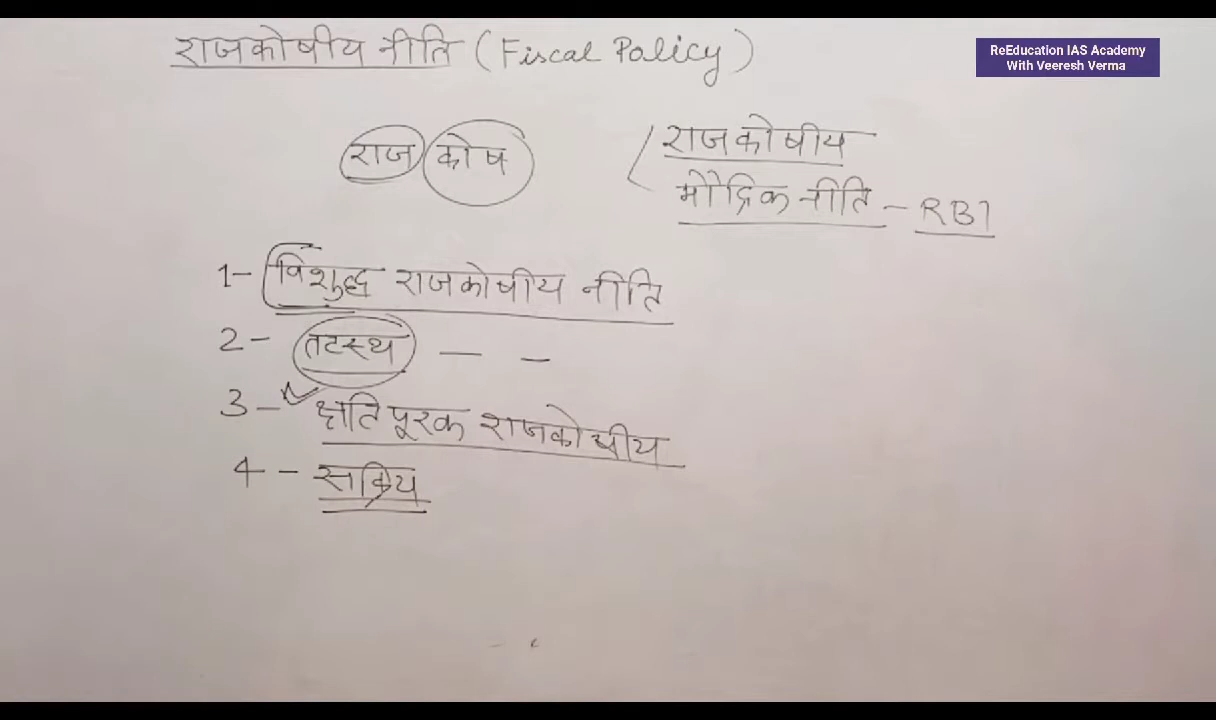 राजकोषीय नीति (Fiscal Policy)
ReEducation IAS Academy
With Veeresh Verma
राज कोष
राजकोषीय
मौद्रिक नीति - RBI
1- विशुद्ध राजकोषीय नीति
2- तटस्थ — -
3- क्षतिपूरक राजकोषीय
4- सक्रिय